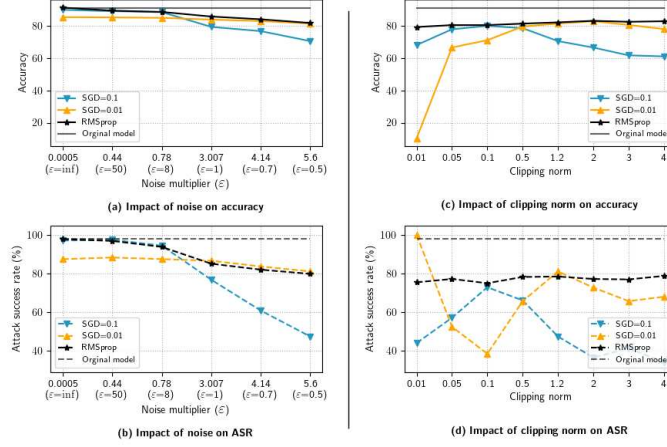 80
60
40
20
Accuracy
SGD=0.1
SGD=0.01
RMSprop
Orginal model
0.0005 0.44 0.78 3.007 4.14 5.6
(ε=inf) (ε=50) (ε=8) (ε=1) (ε=0.7) (ε=0.5)
Noise multiplier (ε)
(a) Impact of noise on accuracy
80
60
40
20
Accuracy
SGD=0.1
SGD=0.01
RMSprop
Orginal model
0.01 0.05 0.1 0.5 1.2 2 3 4
Clipping norm
(c) Impact of clipping norm on accuracy
100
80
60
40
Attack success rate (%)
SGD=0.1
SGD=0.01
RMSprop
Orginal model
0.0005 0.44 0.78 3.007 4.14 5.6
(ε=inf) (ε=50) (ε=8) (ε=1) (ε=0.7) (ε=0.5)
Noise multiplier (ε)
(b) Impact of noise on ASR
100
80
60
40
Attack success rate (%)
SGD=0.1
SGD=0.01
RMSprop
Orginal model
0.01 0.05 0.1 0.5 1.2 2 3 4
Clipping norm
(d) Impact of clipping norm on ASR